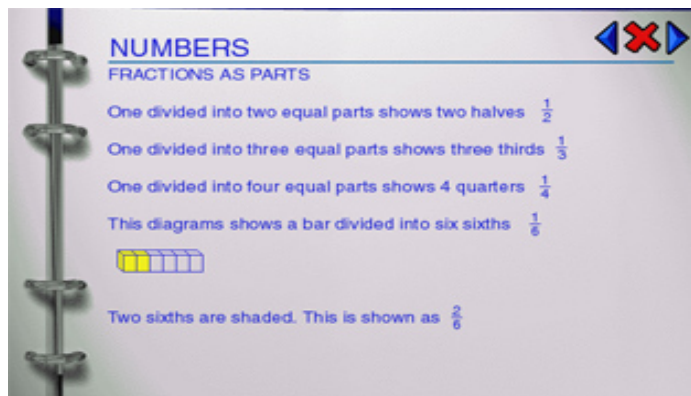 NUMBERS
FRACTIONS AS PARTS
One divided into two equal parts shows two halves 1/2
One divided into three equal parts shows three thirds 1/3
One divided into four equal parts shows 4 quarters 1/4
This diagrams shows a bar divided into six sixths 1/6
Two sixths are shaded. This is shown as 2/6